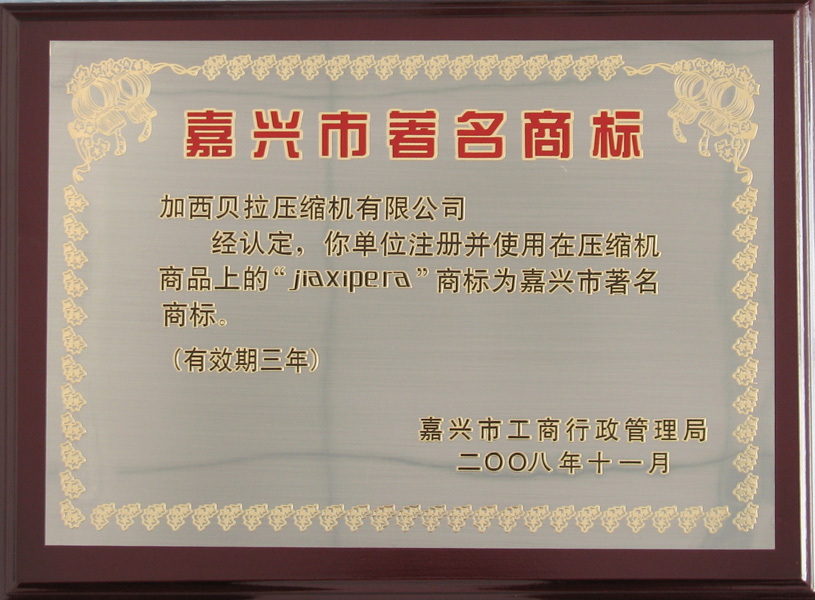 嘉兴市著名商标
加西贝拉压缩机有限公司
经认定，你单位注册并使用在压缩机
商品上的“jiaxipera”商标为嘉兴市著名
商标。
（有效期三年）
嘉兴市工商行政管理局
二〇〇八年十一月